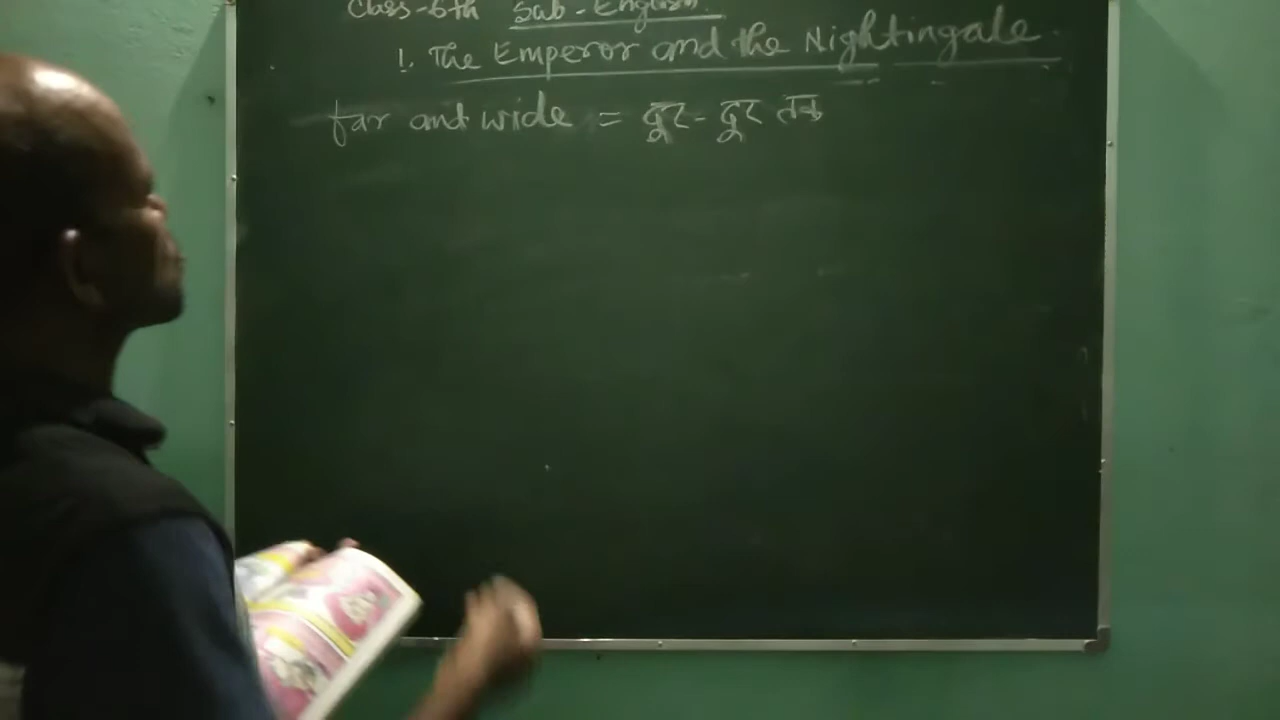 Class-6th Sub-English.
1. The Emperor and the Nightingale.
far and wide = दूर-दूर तक